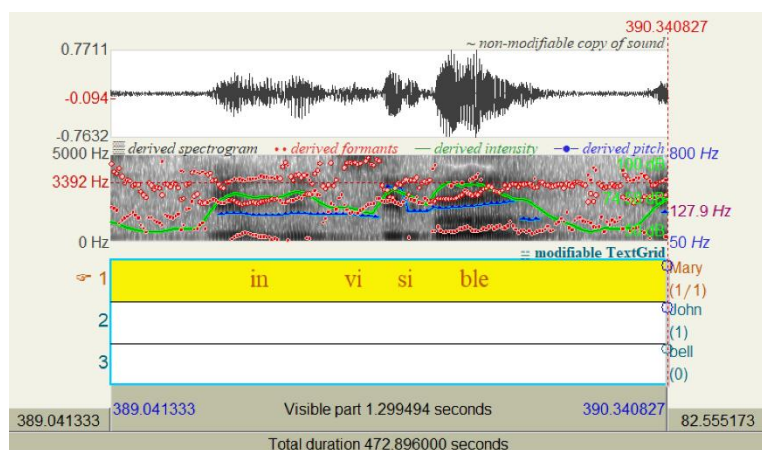 390.340827
0.7711
~ non-modifiable copy of sound
-0.094
-0.7632
5000 Hz derived spectrogram derived formants derived intensity derived pitch 800 Hz
100 dB
3392 Hz
127.9 Hz
0 Hz 50 Hz
modifiable TextGrid
1 in vi si ble Mary
(1/1)
2 John
(1)
3 bell
(0)
389.041333 389.041333 Visible part 1.299494 seconds 390.340827 82.555173
Total duration 472.896000 seconds